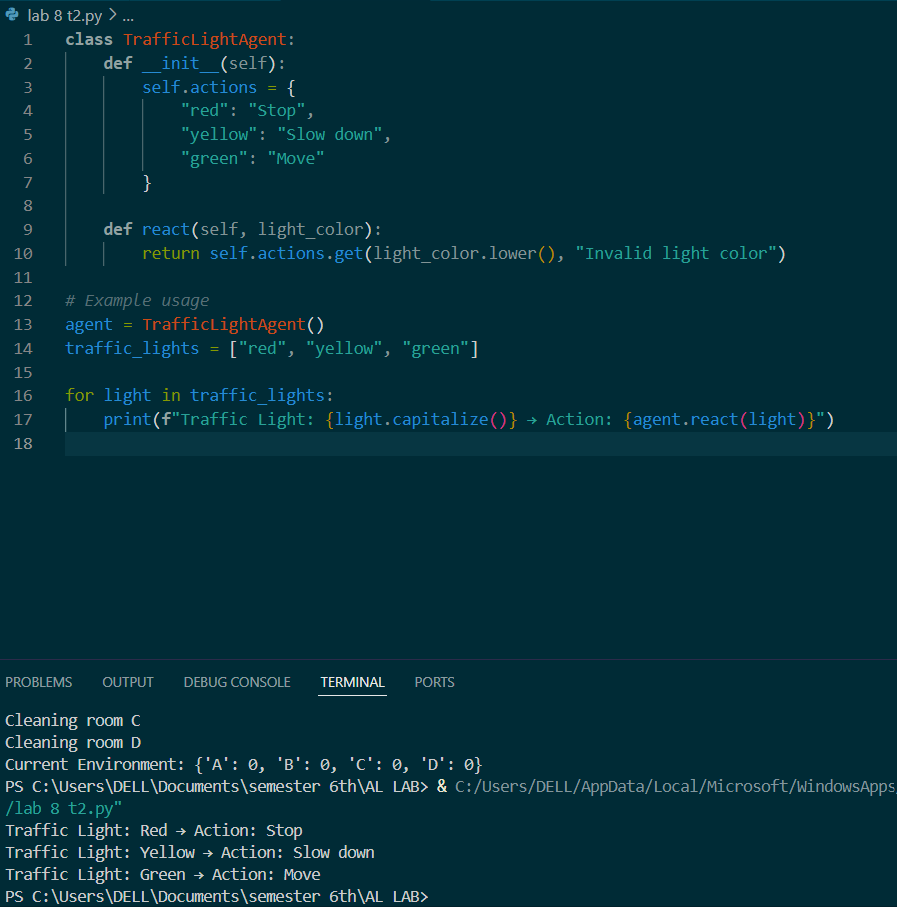 lab 8 t2.py > ...
1 class TrafficLightAgent:
2     def __init__(self):
3         self.actions = {
4             "red": "Stop",
5             "yellow": "Slow down",
6             "green": "Move"
7         }
8
9     def react(self, light_color):
10         return self.actions.get(light_color.lower(), "Invalid light color")
11
12 # Example usage
13 agent = TrafficLightAgent()
14 traffic_lights = ["red", "yellow", "green"]
15
16 for light in traffic_lights:
17     print(f"Traffic Light: {light.capitalize()} → Action: {agent.react(light)}")
18
PROBLEMS OUTPUT DEBUG CONSOLE TERMINAL PORTS
Cleaning room C
Cleaning room D
Current Environment: {'A': 0, 'B': 0, 'C': 0, 'D': 0}
PS C:\Users\DELL\Documents\semester 6th\AL LAB> & C:/Users/DELL/AppData/Local/Microsoft/WindowsApps/
/lab 8 t2.py"
Traffic Light: Red → Action: Stop
Traffic Light: Yellow → Action: Slow down
Traffic Light: Green → Action: Move
PS C:\Users\DELL\Documents\semester 6th\AL LAB>